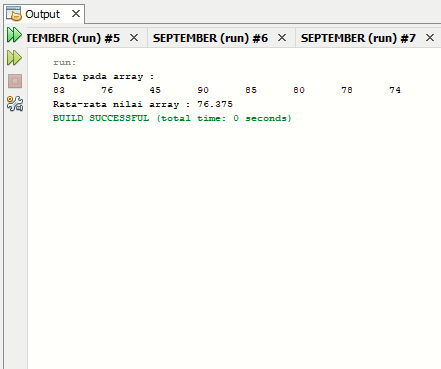 Output
TEMBER (run) #5 SEPTEMBER (run) #6 SEPTEMBER (run) #7
run:
Data pada array :
83 76 45 90 85 80 78 74
Rata-rata nilai array : 76.375
BUILD SUCCESSFUL (total time: 0 seconds)